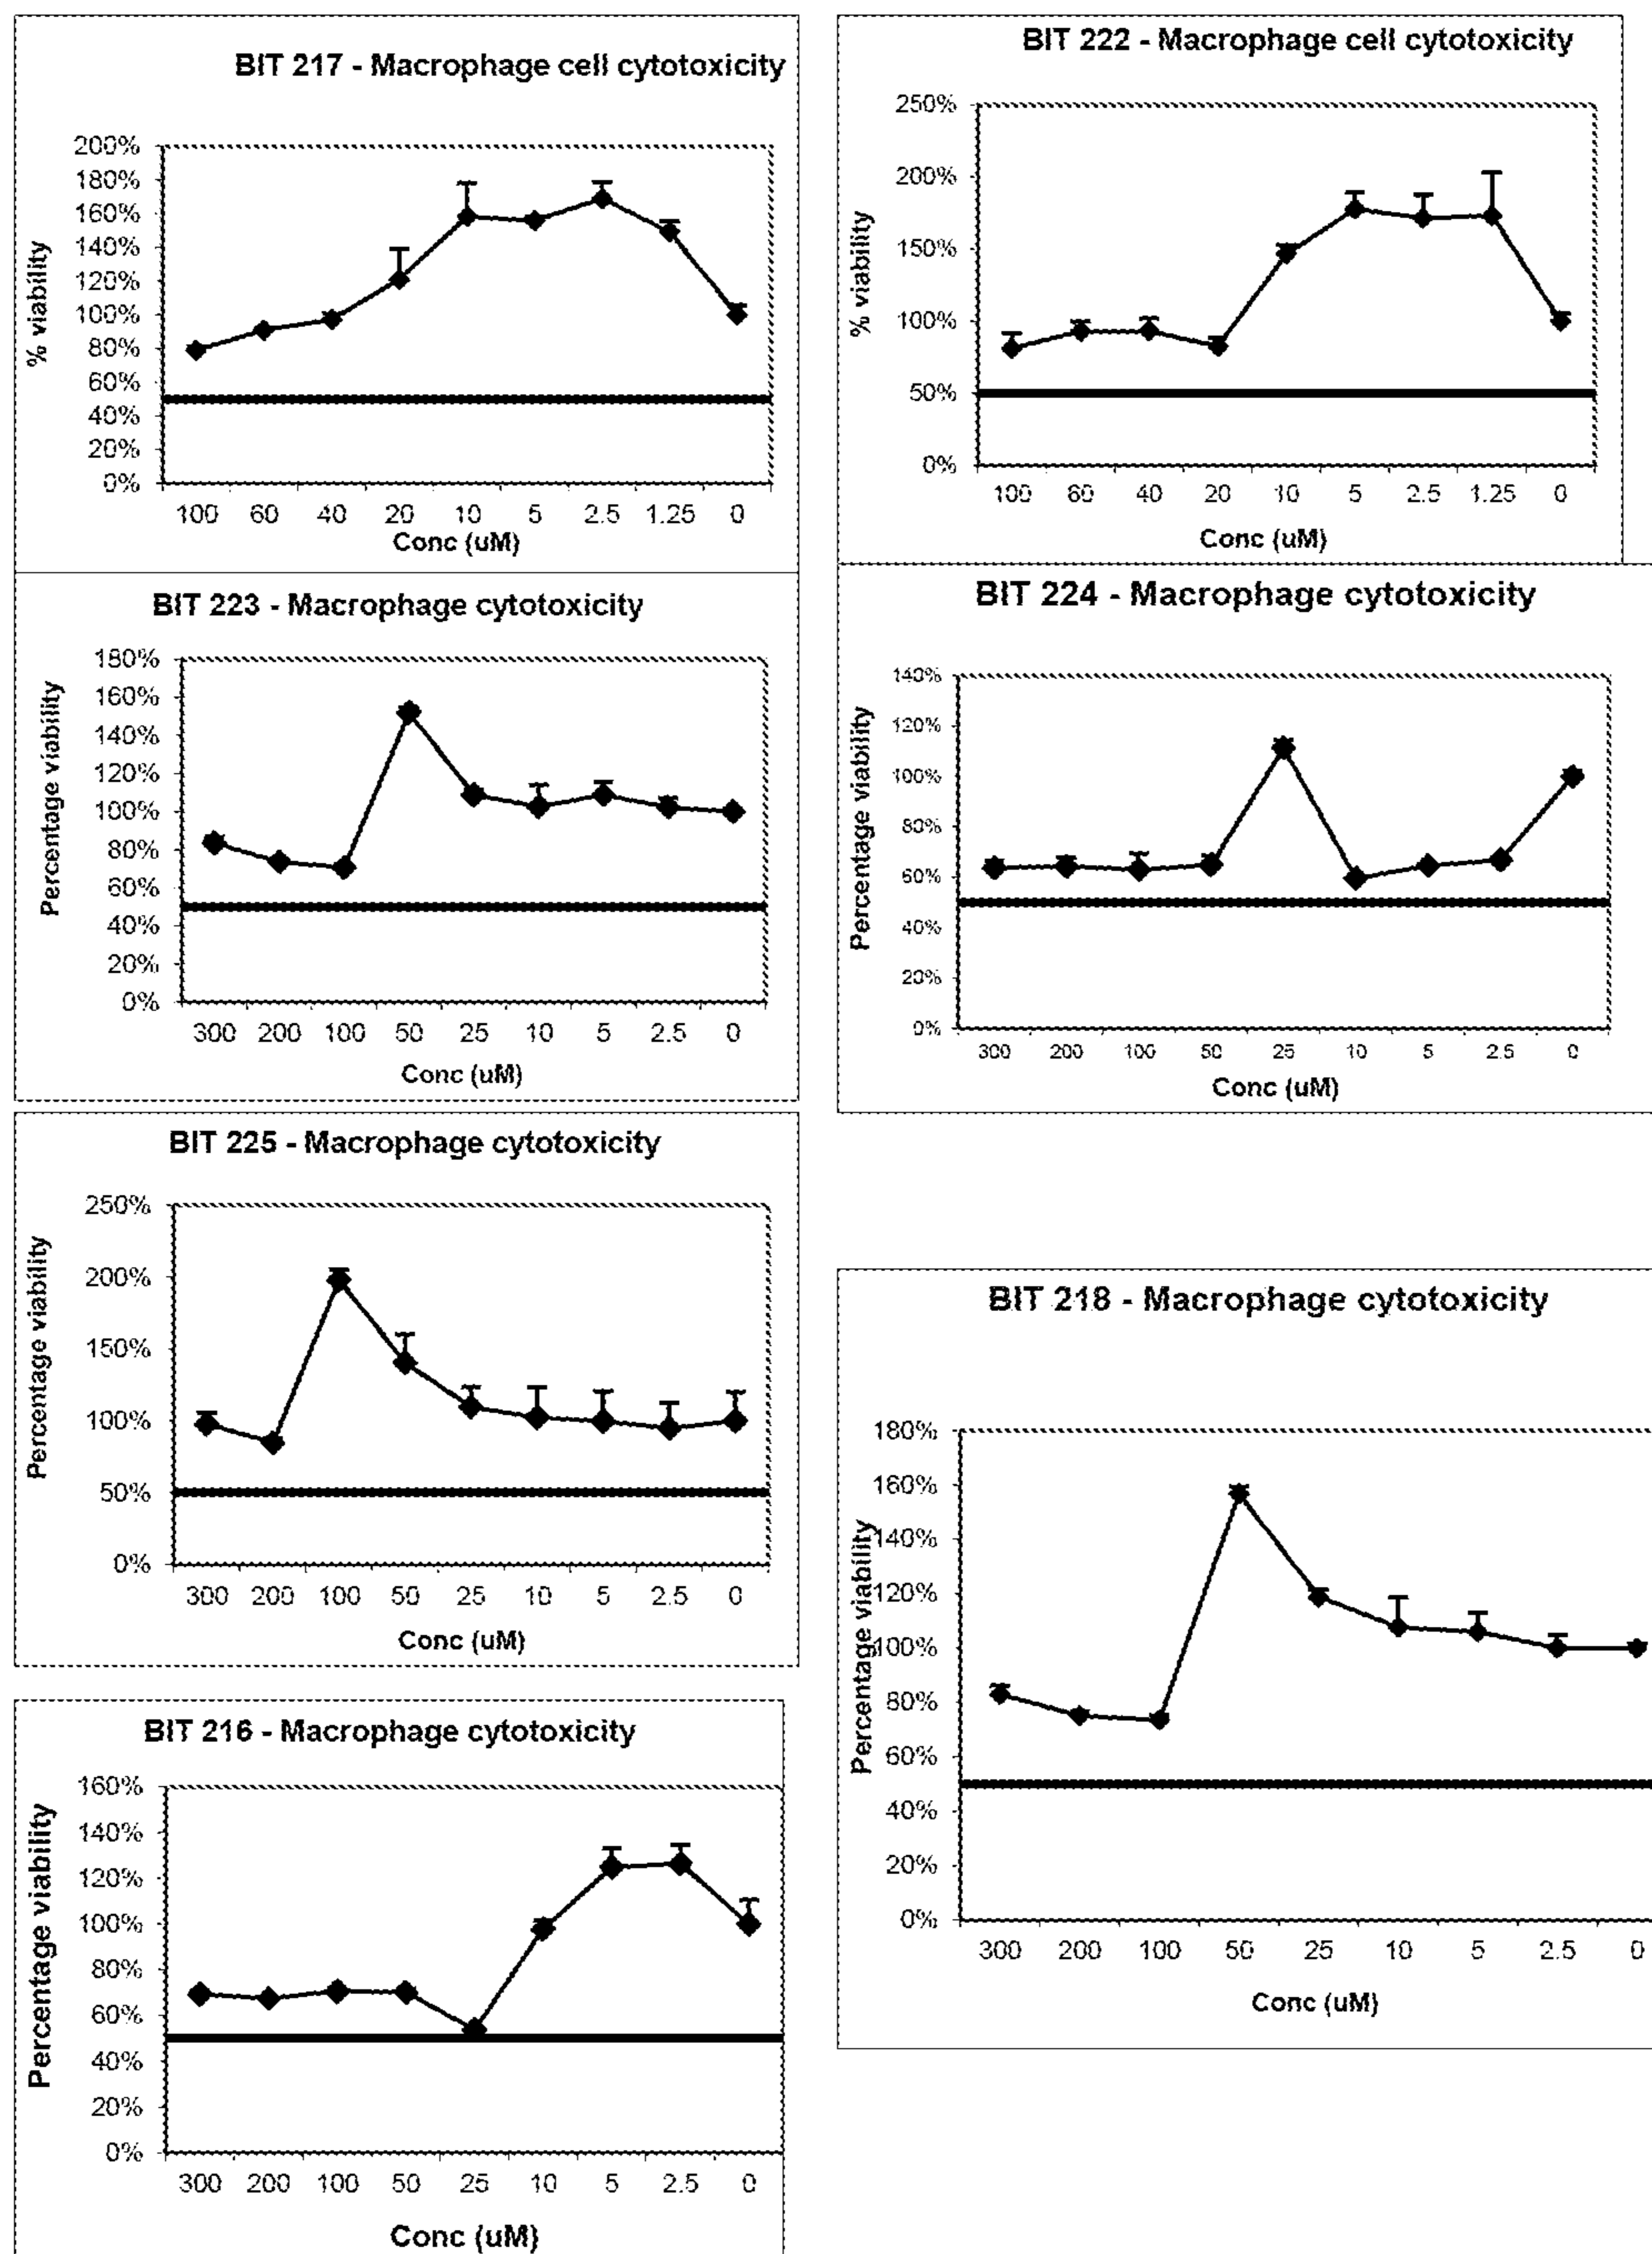 BIT 217 - Macrophage cell cytotoxicity
200%
180%
160%
140%
120%
100%
80%
60%
40%
20%
0%
% viability
100 60 40 20 10 5 2.5 1.25 0
Conc (uM)
BIT 222 - Macrophage cell cytotoxicity
250%
200%
150%
100%
50%
0%
% viability
100 60 40 20 10 5 2.5 1.25 0
Conc (uM)
BIT 223 - Macrophage cytotoxicity
180%
160%
140%
120%
100%
80%
60%
40%
20%
0%
Percentage viability
300 200 100 50 25 10 5 2.5 0
Conc (uM)
BIT 224 - Macrophage cytotoxicity
140%
120%
100%
80%
60%
40%
20%
0%
Percentage viability
300 200 100 50 25 10 5 2.5 0
Conc (uM)
BIT 225 - Macrophage cytotoxicity
250%
200%
150%
100%
50%
0%
Percentage viability
300 200 100 50 25 10 5 2.5 0
Conc (uM)
BIT 218 - Macrophage cytotoxicity
180%
160%
140%
120%
100%
80%
60%
40%
20%
0%
Percentage viability
300 200 100 50 25 10 5 2.5 0
Conc (uM)
BIT 216 - Macrophage cytotoxicity
160%
140%
120%
100%
80%
60%
40%
20%
0%
Percentage viability
300 200 100 50 25 10 5 2.5 0
Conc (uM)